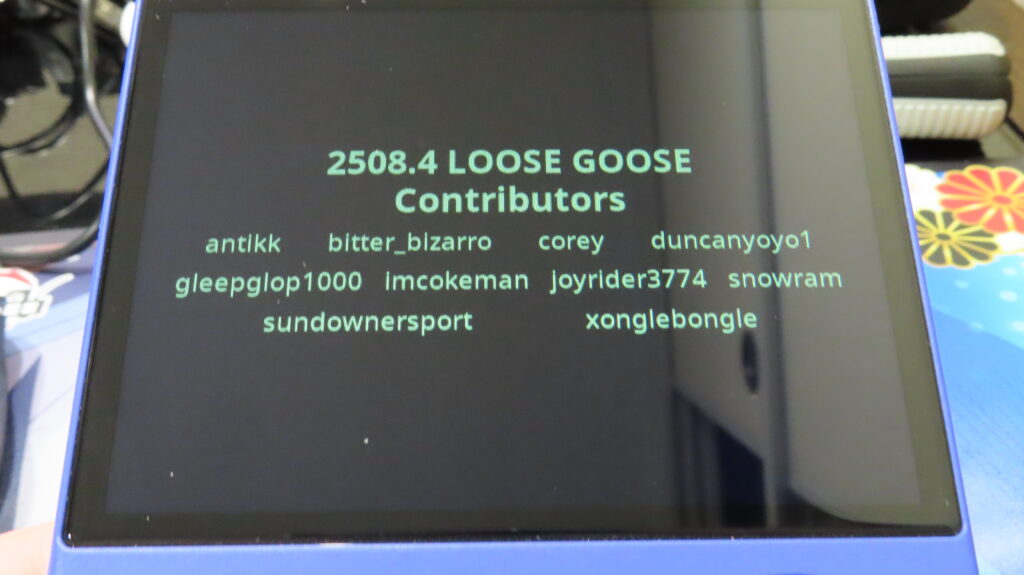 2508.4 LOOSE GOOSE
Contributors
antikk bitter_bizarro corey duncanyoyo1
gleepglop1000 imcokeman joyrider3774 snowram
sundownersport xonglebongle